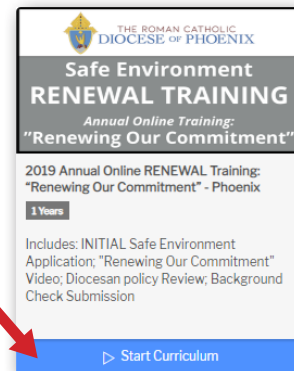 THE ROMAN CATHOLIC
DIOCESE OF PHOENIX
Safe Environment
RENEWAL TRAINING
Annual Online Training:
"Renewing Our Commitment"
2019 Annual Online RENEWAL Training:
“Renewing Our Commitment” - Phoenix
1 Years
Includes: INITIAL Safe Environment
Application; "Renewing Our Commitment"
Video; Diocesan policy Review; Background
Check Submission
Start Curriculum